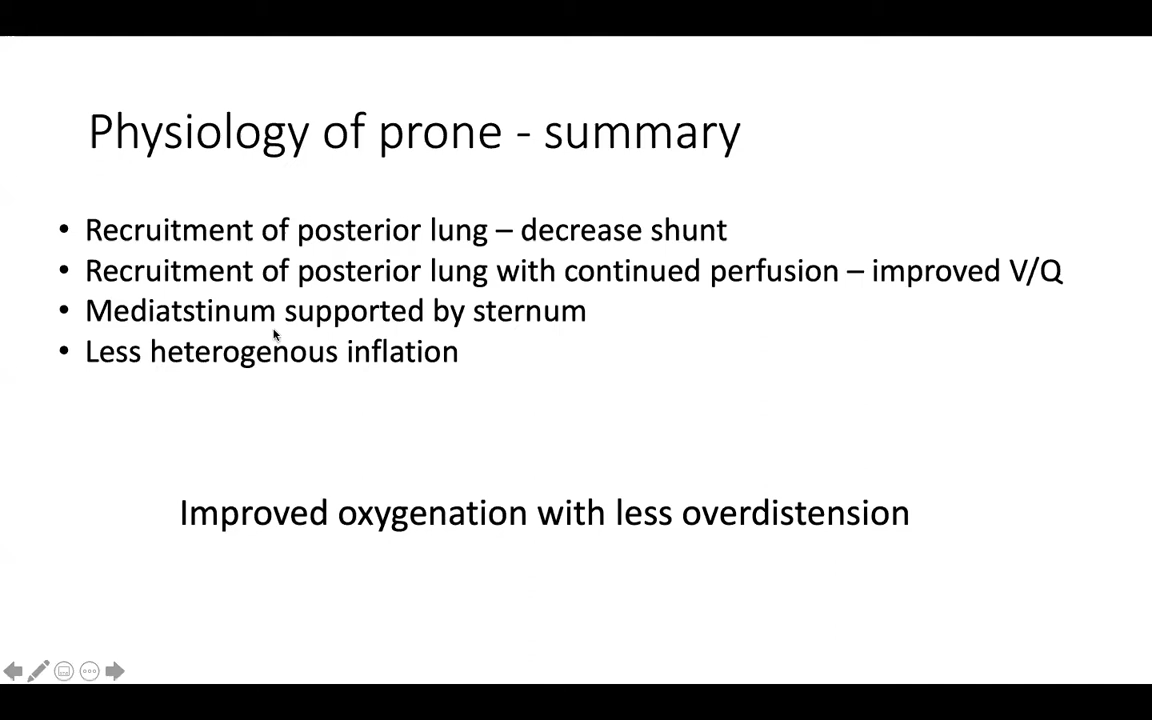 Physiology of prone - summary
• Recruitment of posterior lung – decrease shunt
• Recruitment of posterior lung with continued perfusion – improved V/Q
• Mediatstinum supported by sternum
• Less heterogenous inflation
Improved oxygenation with less overdistension